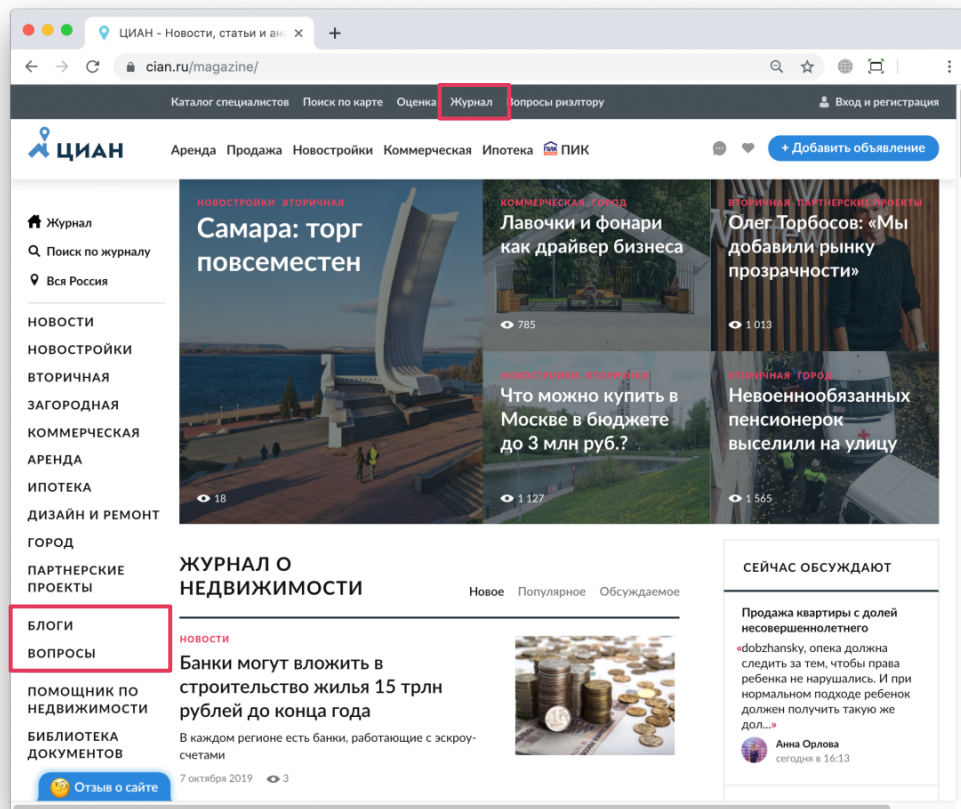 ЦИАН - Новости, статьи и ан
cian.ru/magazine/
Каталог специалистов Поиск по карте Оценка Журнал Вопросы риэлтору Вход и регистрация
ЦИАН
Аренда Продажа Новостройки Коммерческая Ипотека ПИК ПИК
+ Добавить объявление
Журнал
Поиск по журналу
Вся Россия
НОВОСТИ
НОВОСТРОЙКИ
ВТОРИЧНАЯ
ЗАГОРОДНАЯ
КОММЕРЧЕСКАЯ
АРЕНДА
ИПОТЕКА
ДИЗАЙН И РЕМОНТ
ГОРОД
ПАРТНЕРСКИЕ
ПРОЕКТЫ
БЛОГИ
ВОПРОСЫ
ПОМОЩНИК ПО
НЕДВИЖИМОСТИ
БИБЛИОТЕКА
ДОКУМЕНТОВ
Отзыв о сайте
НОВОСТРОЙКИ ВТОРИЧНАЯ
Самара: торг
повсеместен
18
КОММЕРЧЕСКАЯ ГОРОД
Лавочки и фонари
как драйвер бизнеса
785
ВТОРИЧНАЯ ПАРТНЕРСКИЕ ПРОЕКТЫ
Олег Торбосов: «Мы
добавили рынку
прозрачности»
1 013
НОВОСТРОЙКИ ВТОРИЧНАЯ
Что можно купить в
Москве в бюджете
до 3 млн руб.?
1 127
ВТОРИЧНАЯ ГОРОД
Невоеннообязанных
пенсионерок
выселили на улицу
1 565
ЖУРНАЛ О
НЕДВИЖИМОСТИ
Новое Популярное Обсуждаемое
НОВОСТИ
Банки могут вложить в
строительство жилья 15 трлн
рублей до конца года
В каждом регионе есть банки, работающие с эскроу-
счетами
7 октября 2019 3
СЕЙЧАС ОБСУЖДАЮТ
Продажа квартиры с долей
несовершеннолетнего
«dobzhansky, опека должна
следить за тем, чтобы права
ребенка не нарушались. И при
нормальном подходе ребенок
должен получить такую же
дол...»
Анна Орлова
сегодня в 16:13